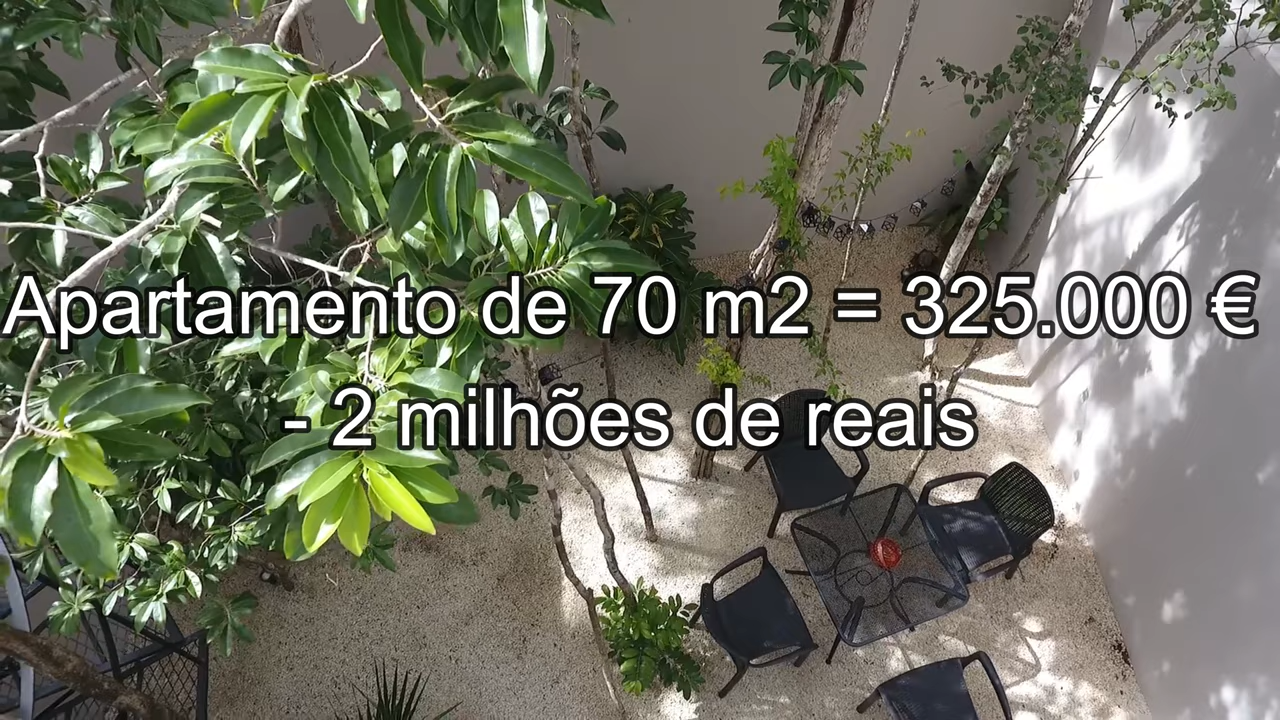 Apartamento de 70 m2 = 325.000 €
- 2 milhões de reais